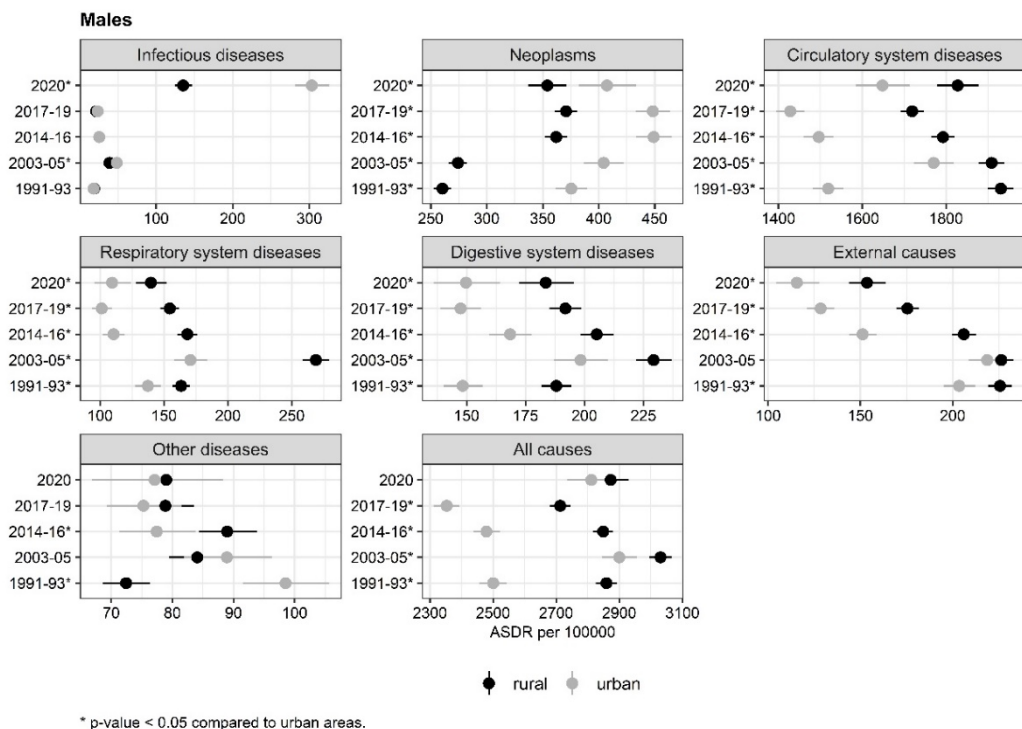 Males
Infectious diseases
2020*
2017-19
2014-16
2003-05*
1991-93
100 200 300
Neoplasms
2020*
2017-19*
2014-16*
2003-05*
1991-93*
250 300 350 400 450
Circulatory system diseases
2020*
2017-19*
2014-16*
2003-05*
1991-93*
1400 1600 1800
Respiratory system diseases
2020*
2017-19*
2014-16*
2003-05*
1991-93*
100 150 200 250
Digestive system diseases
2020*
2017-19*
2014-16*
2003-05*
1991-93*
150 175 200 225
External causes
2020*
2017-19*
2014-16*
2003-05
1991-93*
100 150 200
Other diseases
2020
2017-19
2014-16*
2003-05
1991-93*
70 80 90 100
All causes
2020
2017-19*
2014-16*
2003-05*
1991-93*
2300 2500 2700 2900 3100
ASDR per 100000
rural urban
* p-value < 0.05 compared to urban areas.